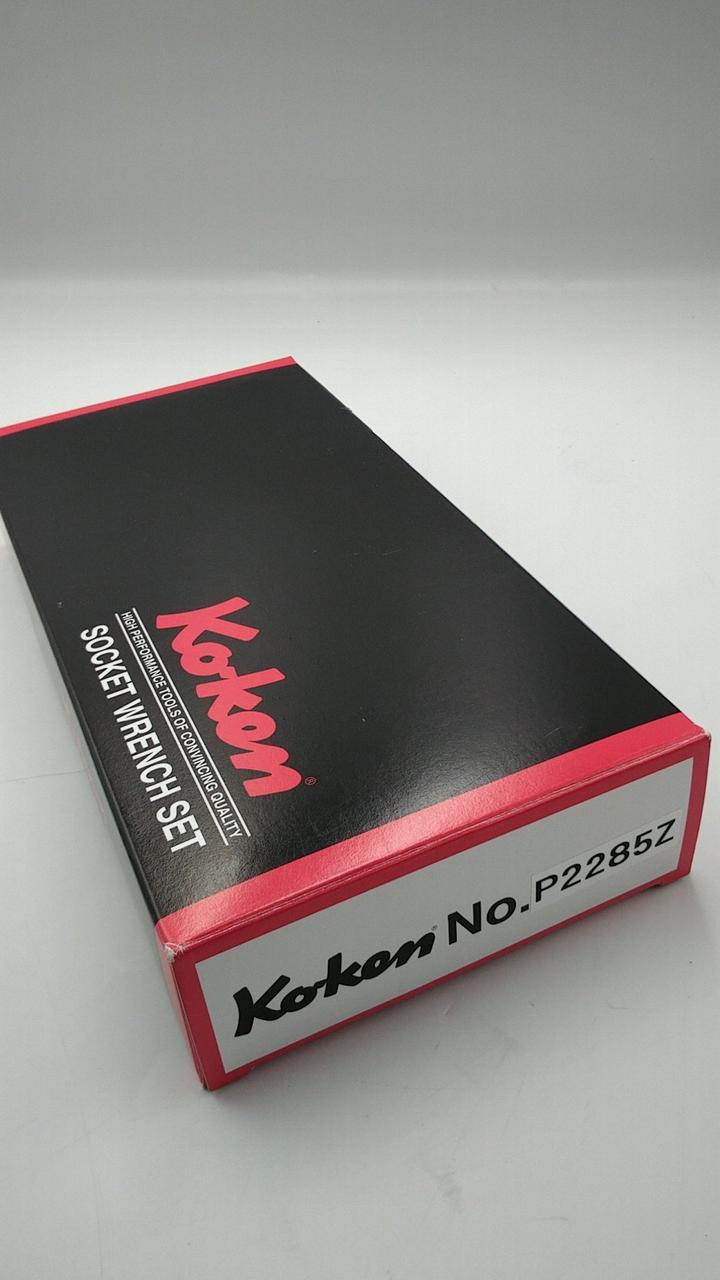 Ko-ken®
HIGH PERFORMANCE TOOLS OF CONVINCING QUALITY
SOCKET WRENCH SET
Ko-ken® No. P2285Z